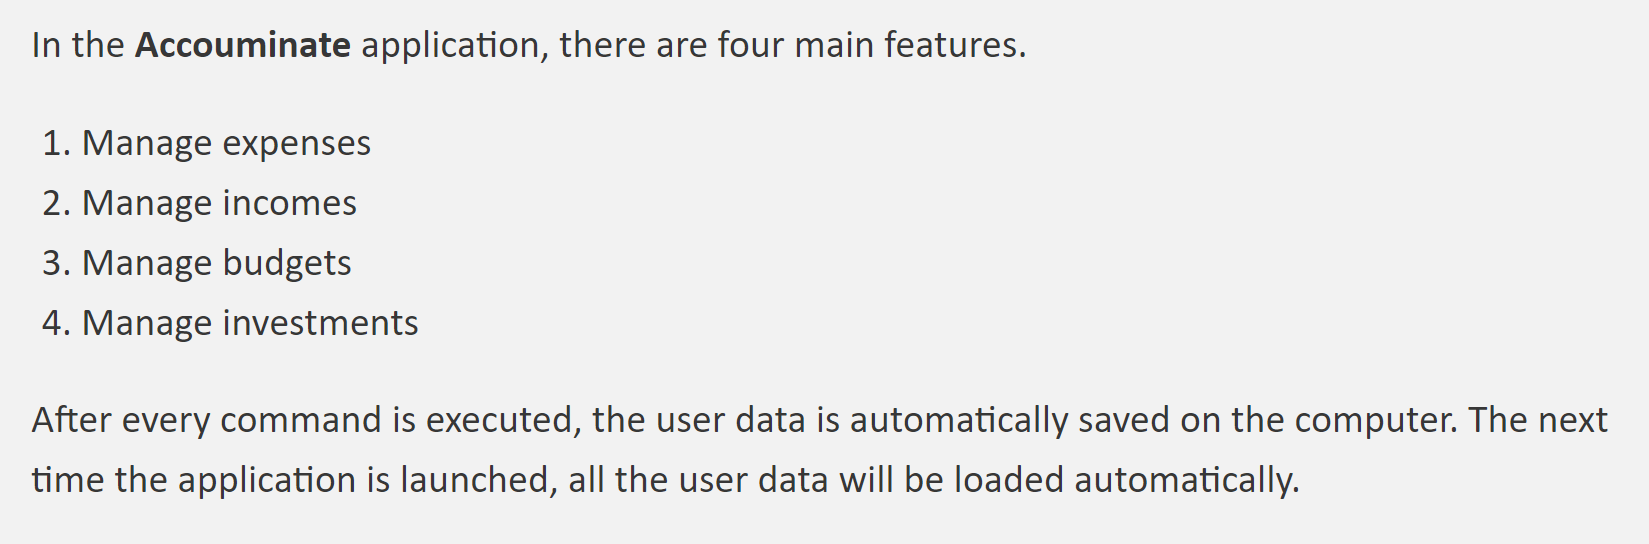 In the Accouminate application, there are four main features.
1. Manage expenses
2. Manage incomes
3. Manage budgets
4. Manage investments
After every command is executed, the user data is automatically saved on the computer. The next
time the application is launched, all the user data will be loaded automatically.